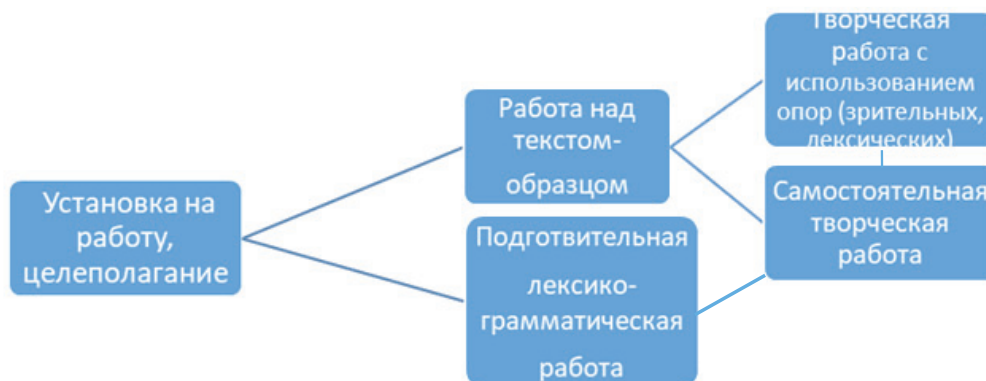 Установка на
работу,
целеполагание
Работа над
текстом-
образцом
Подготвительная
лексико-
грамматическая
работа
Творческая
работа с
использованием
опор (зрительных,
лексических)
Самостоятельная
творческая
работа